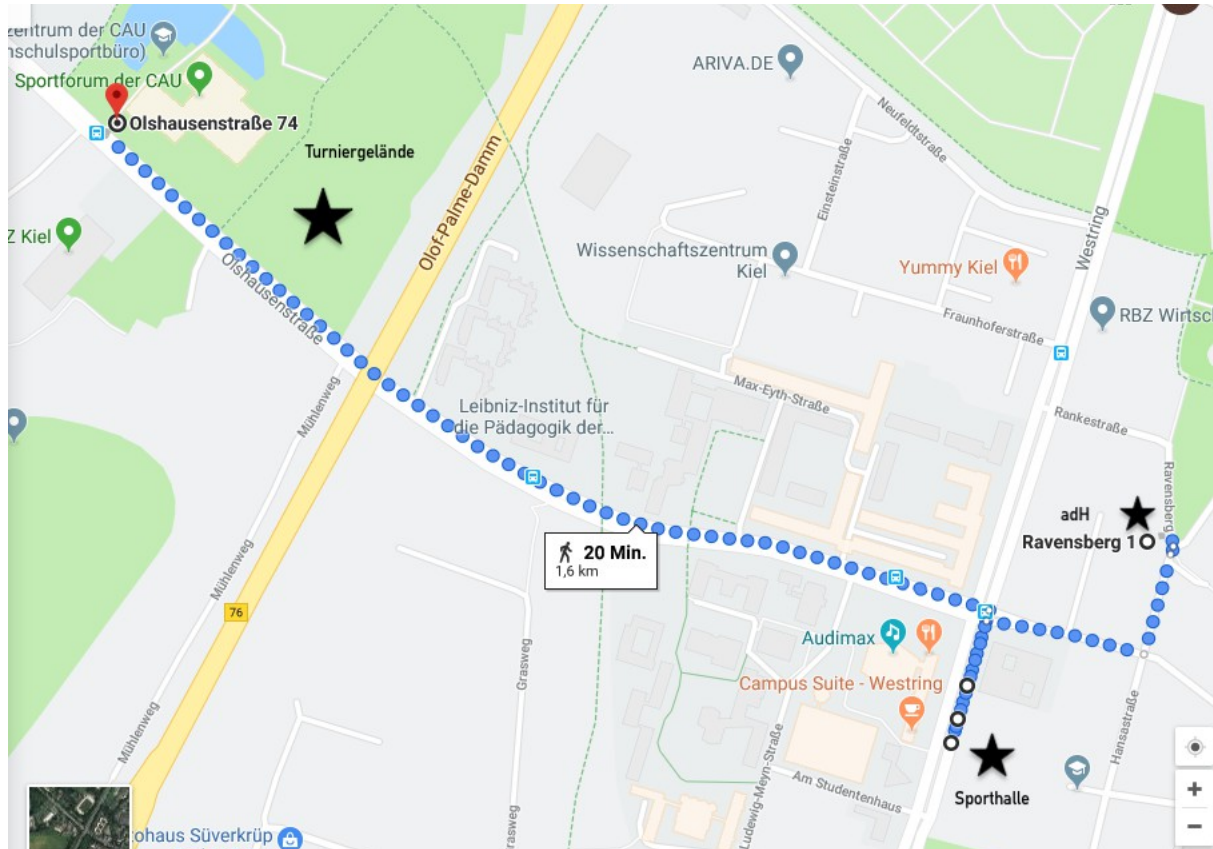 zentrum der CAU
nschulsportbüro)
Sportforum der CAU
Olshausenstraße 74
Turniergelände
Z Kiel
Olshausenstraße
Olof-Palme-Damm
ARIVA.DE
Neufeldtstraße
Einsteinstraße
Westring
Wissenschaftszentrum
Kiel
Yummy Kiel
Fraunhoferstraße
RBZ Wirtsc
Mühlenweg
Max-Eyth-Straße
Leibniz-Institut für
die Pädagogik der...
Rankestraße
Ravensberg
adH
Ravensberg 1
20 Min.
1,6 km
Mühlenweg
76
Grasweg
Audimax
Campus Suite - Westring
Hansastraße
Mühlenweg
Ludwig-Meyn-Straße
Am Studentenhaus
Sporthalle
Grasweg
ohaus Süverkrüp
+
−